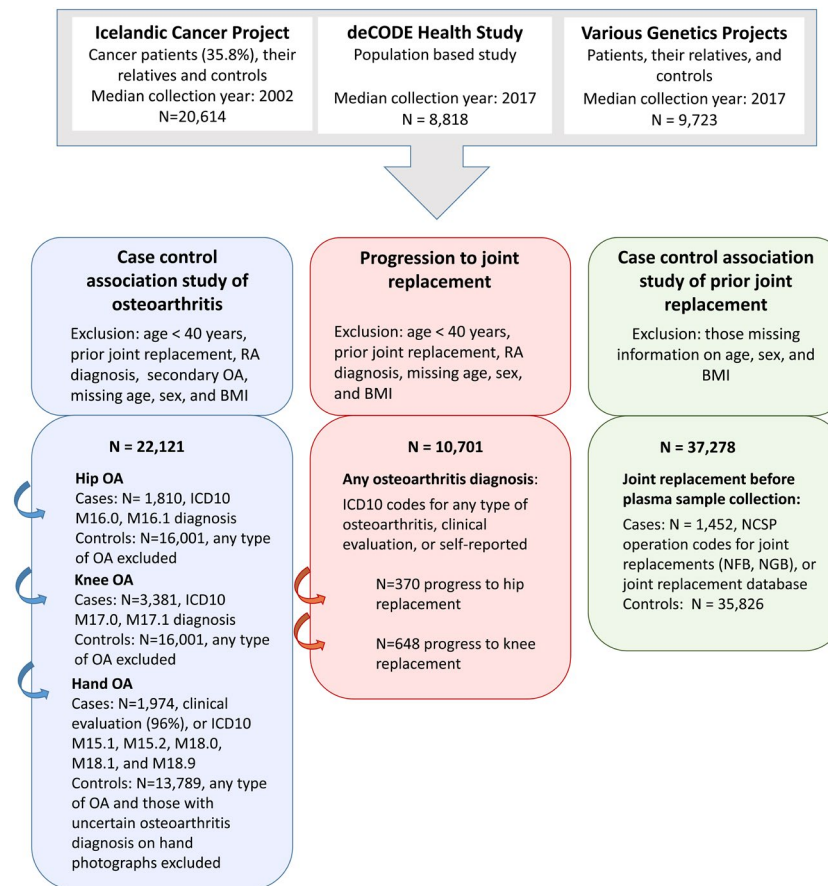 Icelandic Cancer Project
Cancer patients (35.8%), their
relatives and controls
Median collection year: 2002
N=20,614
deCODE Health Study
Population based study
Median collection year: 2017
N = 8,818
Various Genetics Projects
Patients, their relatives, and
controls
Median collection year: 2017
N = 9,723
Case control
association study of
osteoarthritis
Exclusion: age < 40 years,
prior joint replacement, RA
diagnosis, secondary OA,
missing age, sex, and BMI
N = 22,121
Hip OA
Cases: N= 1,810, ICD10
M16.0, M16.1 diagnosis
Controls: N=16,001, any type
of OA excluded
Knee OA
Cases: N=3,381, ICD10
M17.0, M17.1 diagnosis
Controls: N=16,001, any type
of OA excluded
Hand OA
Cases: N=1,974, clinical
evaluation (96%), or ICD10
M15.1, M15.2, M18.0,
M18.1, and M18.9
Controls: N=13,789, any type
of OA and those with
uncertain osteoarthritis
diagnosis on hand
photographs excluded
Progression to joint
replacement
Exclusion: age < 40 years,
prior joint replacement, RA
diagnosis, missing age, sex,
and BMI
N = 10,701
Any osteoarthritis diagnosis:
ICD10 codes for any type of
osteoarthritis, clinical
evaluation, or self-reported
N=370 progress to hip
replacement
N=648 progress to knee
replacement
Case control association
study of prior joint
replacement
Exclusion: those missing
information on age, sex, and
BMI
N = 37,278
Joint replacement before
plasma sample collection:
Cases: N = 1,452, NCSP
operation codes for joint
replacements (NFB, NGB), or
joint replacement database
Controls: N = 35,826